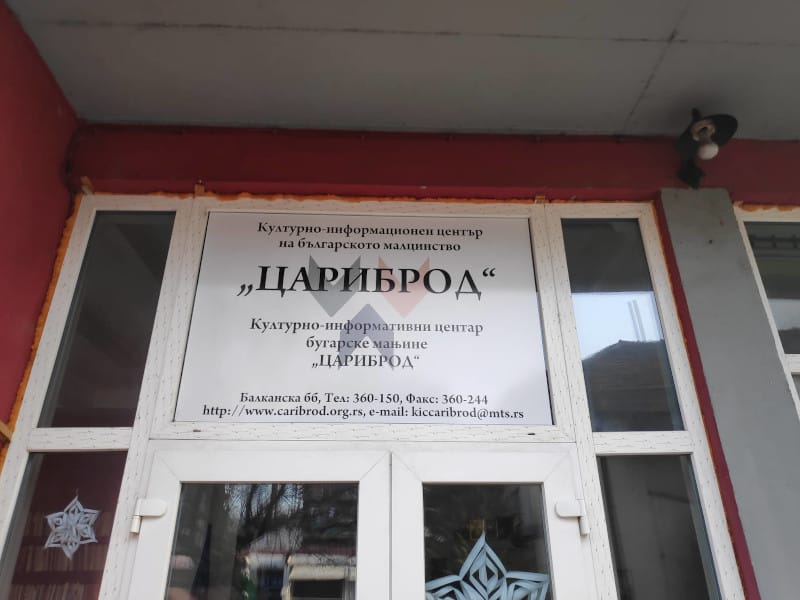 Културно-информационен център
на българското малцинство
„ЦАРИБРОД“
Културно-информативни центар
бугарске мањине
„ЦАРИБРОД“
Балканска бб, Тел: 360-150, Факс: 360-244
http://www.caribrod.org.rs, e-mail: kiccaribrod@mts.rs